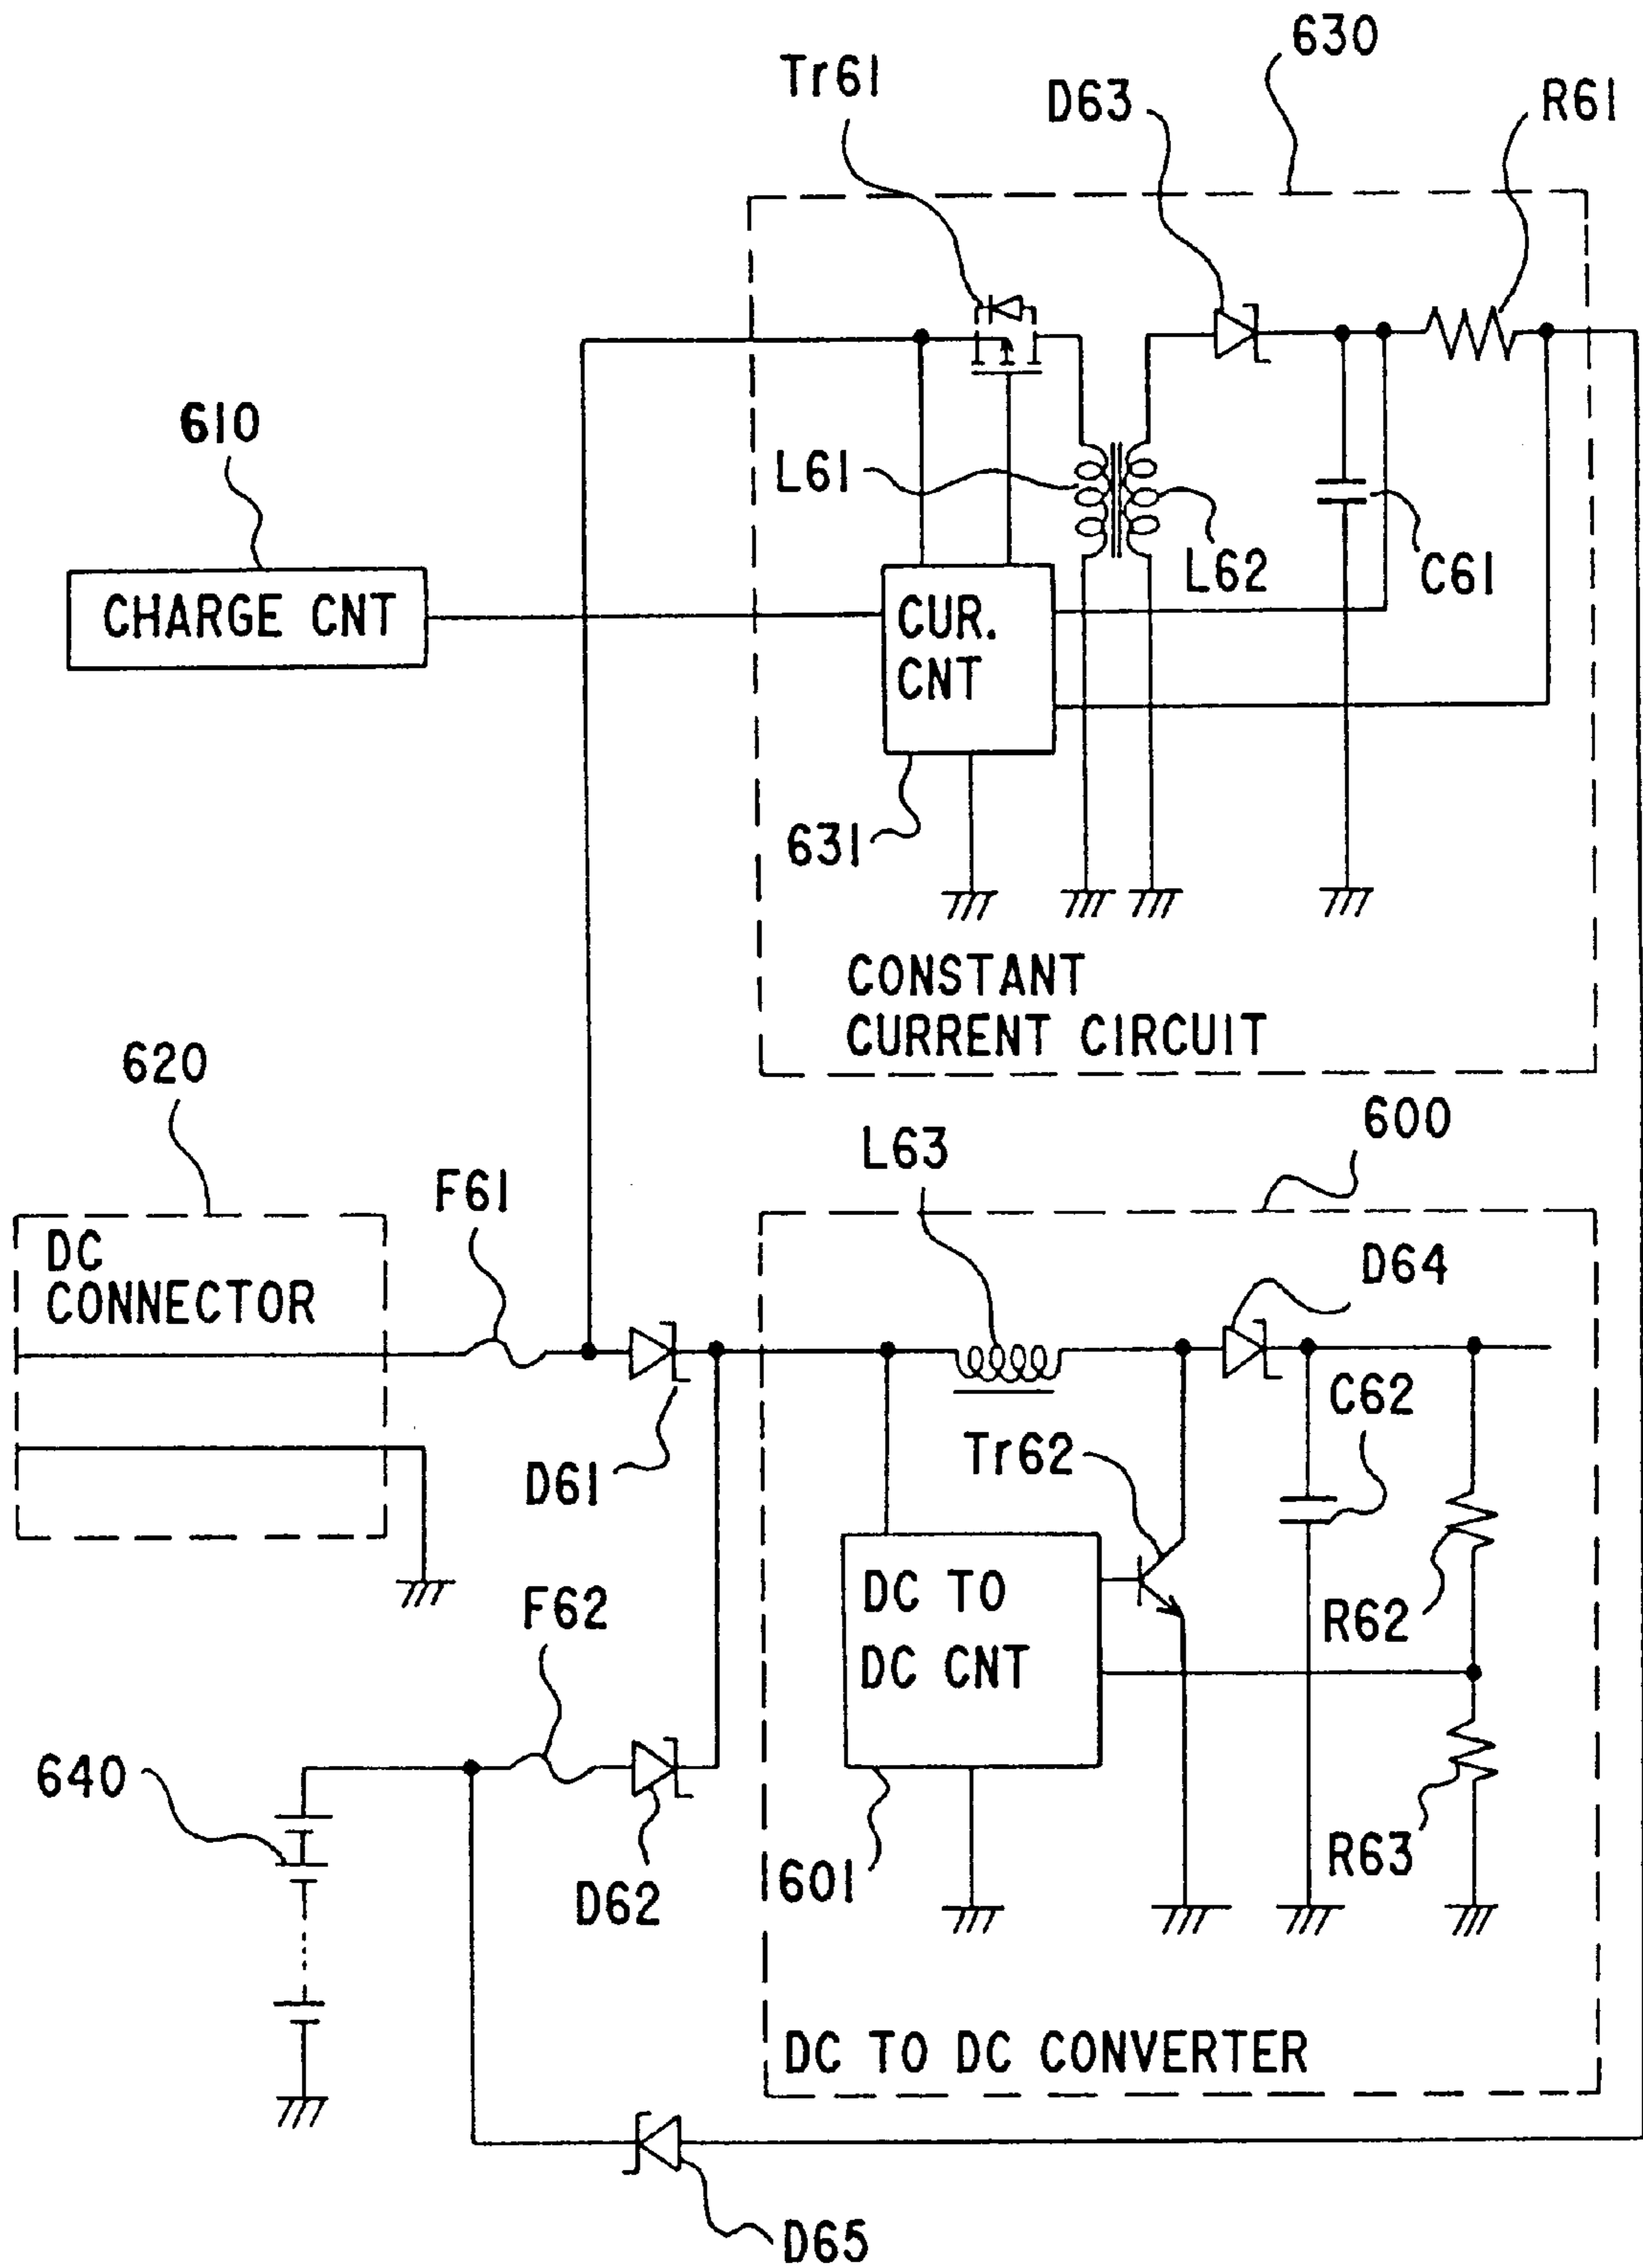 630
Tr61
D63
R61
610
L61
L62
C61
CHARGE CNT
CUR.
CNT
631
CONSTANT
CURRENT CIRCUIT
620
600
L63
F61
DC
CONNECTOR
D64
C62
Tr62
D61
DC TO
DC CNT
F62
R62
640
R63
601
D62
DC TO DC CONVERTER
D65